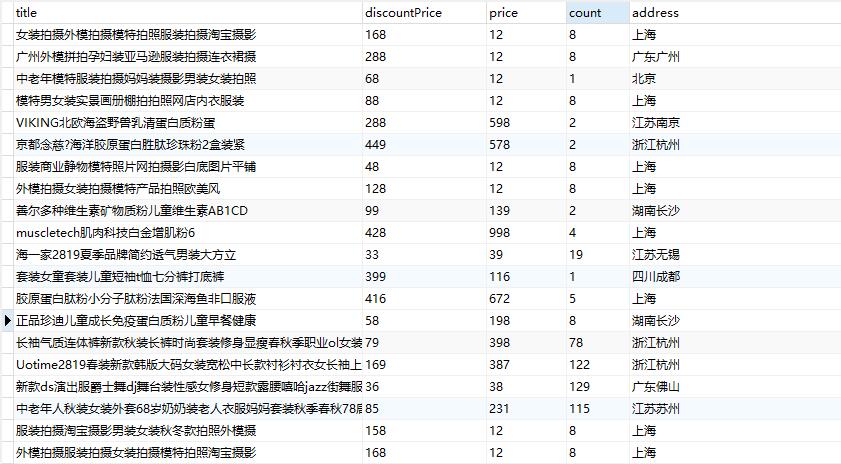 title discountPrice price count address
女装拍摄外模拍摄模特拍照服装拍摄淘宝摄影 168 12 8 上海
广州外模拼拍孕妇装亚马逊服装拍摄连衣裙摄 288 12 8 广东广州
中老年模特服装拍摄妈妈装摄影男装女装拍照 68 12 1 北京
模特男女装实景画册棚拍拍照网店内衣服装 88 12 8 上海
VIKING北欧海盗野兽乳清蛋白质粉蛋 288 598 2 江苏南京
京都念慈?海洋胶原蛋白胜肽珍珠粉2盒装紧 449 578 2 浙江杭州
服装商业静物模特照片网拍摄影白底图片平铺 48 12 8 上海
外模拍摄女装拍摄模特产品拍照欧美风 128 12 8 上海
善尔多种维生素矿物质粉儿童维生素AB1CD 99 139 2 湖南长沙
muscletech肌肉科技白金增肌粉6 428 998 4 上海
海一家2819夏季品牌简约透气男装大方立 33 39 19 江苏无锡
套装女童套装儿童短袖t恤七分裤打底裤 399 116 1 四川成都
胶原蛋白肽粉小分子肽粉法国深海鱼非口服液 416 672 5 上海
正品珍迪儿童成长免疫蛋白质粉儿童早餐健康 58 198 8 湖南长沙
长袖气质连体裤新款秋装长裤时尚套装修身显瘦春秋季职业ol女装 79 398 78 浙江杭州
Uotime2819春装新款韩版大码女装宽松中长款衬衫衬衣女长袖上 169 387 122 浙江杭州
新款ds演出服爵士舞dj舞台装性感女修身短款露腰嘻哈jazz街舞服 36 38 129 广东佛山
中老年人秋装女装外套68岁奶奶装老人衣服妈妈套装秋季春秋78 85 231 115 江苏苏州
服装拍摄淘宝摄影男装女装秋冬款拍照外模摄 158 12 8 上海
外模拍摄服装拍摄女装拍摄模特拍照淘宝摄影 168 12 8 上海